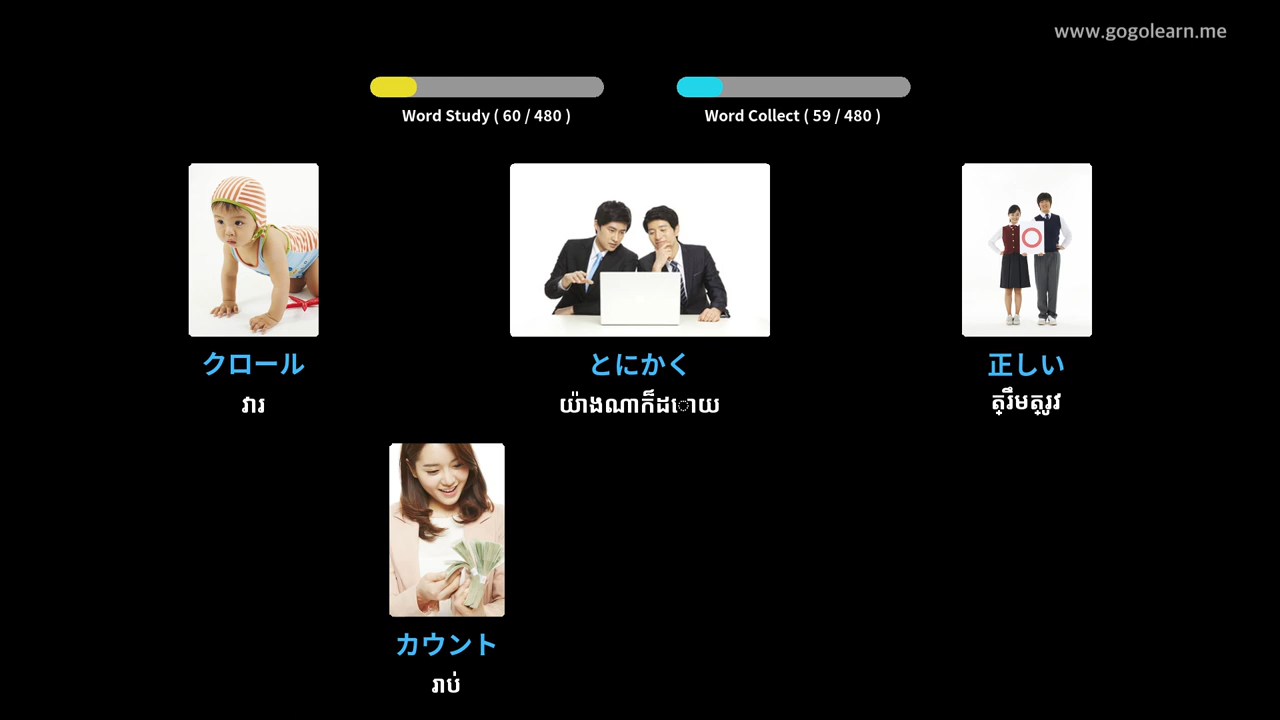 www.gogolearn.me
Word Study ( 60 / 480 )
Word Collect ( 59 / 480 )
クロール
とにかく
正しい
វារ
យ៉ាងណាក៏ដោយ
ត្រឹមត្រូវ
カウント
រាប់